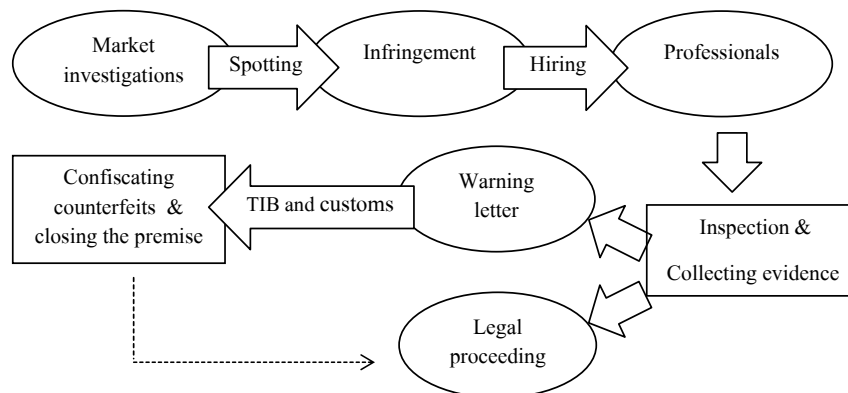 Market
investigations
Spotting
Infringement
Hiring
Professionals
Confiscating
counterfeits &
closing the premise
TIB and customs
Warning
letter
Inspection &
Collecting evidence
Legal
proceeding